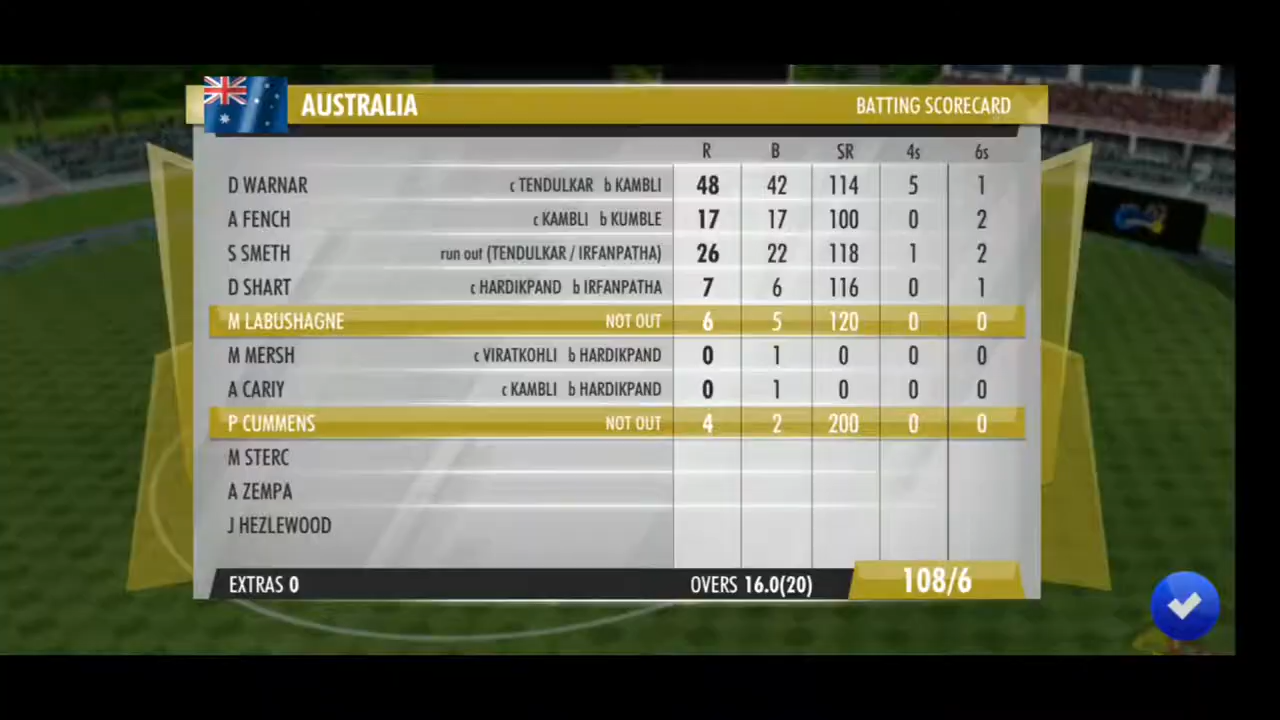 AUSTRALIA BATTING SCORECARD
R B SR 4s 6s
D WARNAR c TENDULKAR b KAMBLI 48 42 114 5 1
A FENCH c KAMBLI b KUMBLE 17 17 100 0 2
S SMETH run out (TENDULKAR / IRFANPATHA) 26 22 118 1 2
D SHART c HARDIKPAND b IRFANPATHA 7 6 116 0 1
M LABUSHAGNE NOT OUT 6 5 120 0 0
M MERSH c VIRATKOHLI b HARDIKPAND 0 1 0 0 0
A CARIY c KAMBLI b HARDIKPAND 0 1 0 0 0
P CUMMENS NOT OUT 4 2 200 0 0
M STERC
A ZEMPA
J HEZLEWOOD
EXTRAS 0 OVERS 16.0(20) 108/6